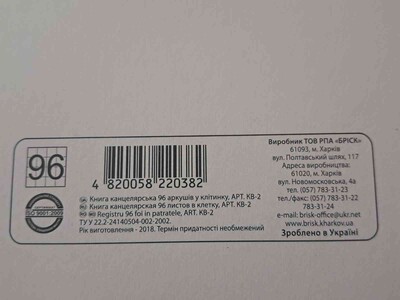 96
4 820058 220382
ISO 9001:2009
Книга канцелярська 96 аркушів у клітинку, АРТ. КВ-2
Книга канцелярская 96 листов в клетку, АРТ. КВ-2
Registru 96 foi in patratele, ART. KB-2
ТУ У 22.2-24140504-002-2002.
Рік виготовлення - 2018. Термін придатності необмежений
Виробник ТОВ РПА «БРІСК»
61093, м. Харків
вул. Полтавський шлях, 117
Адреса виробництва:
61020, м. Харків
вул. Новомосковська, 4а
тел. (057) 783-31-23
тел./факс: (057) 783-31-22
783-31-24
e-mail: brisk-office@ukr.net
www.brisk.kharkov.ua
Зроблено в Україні